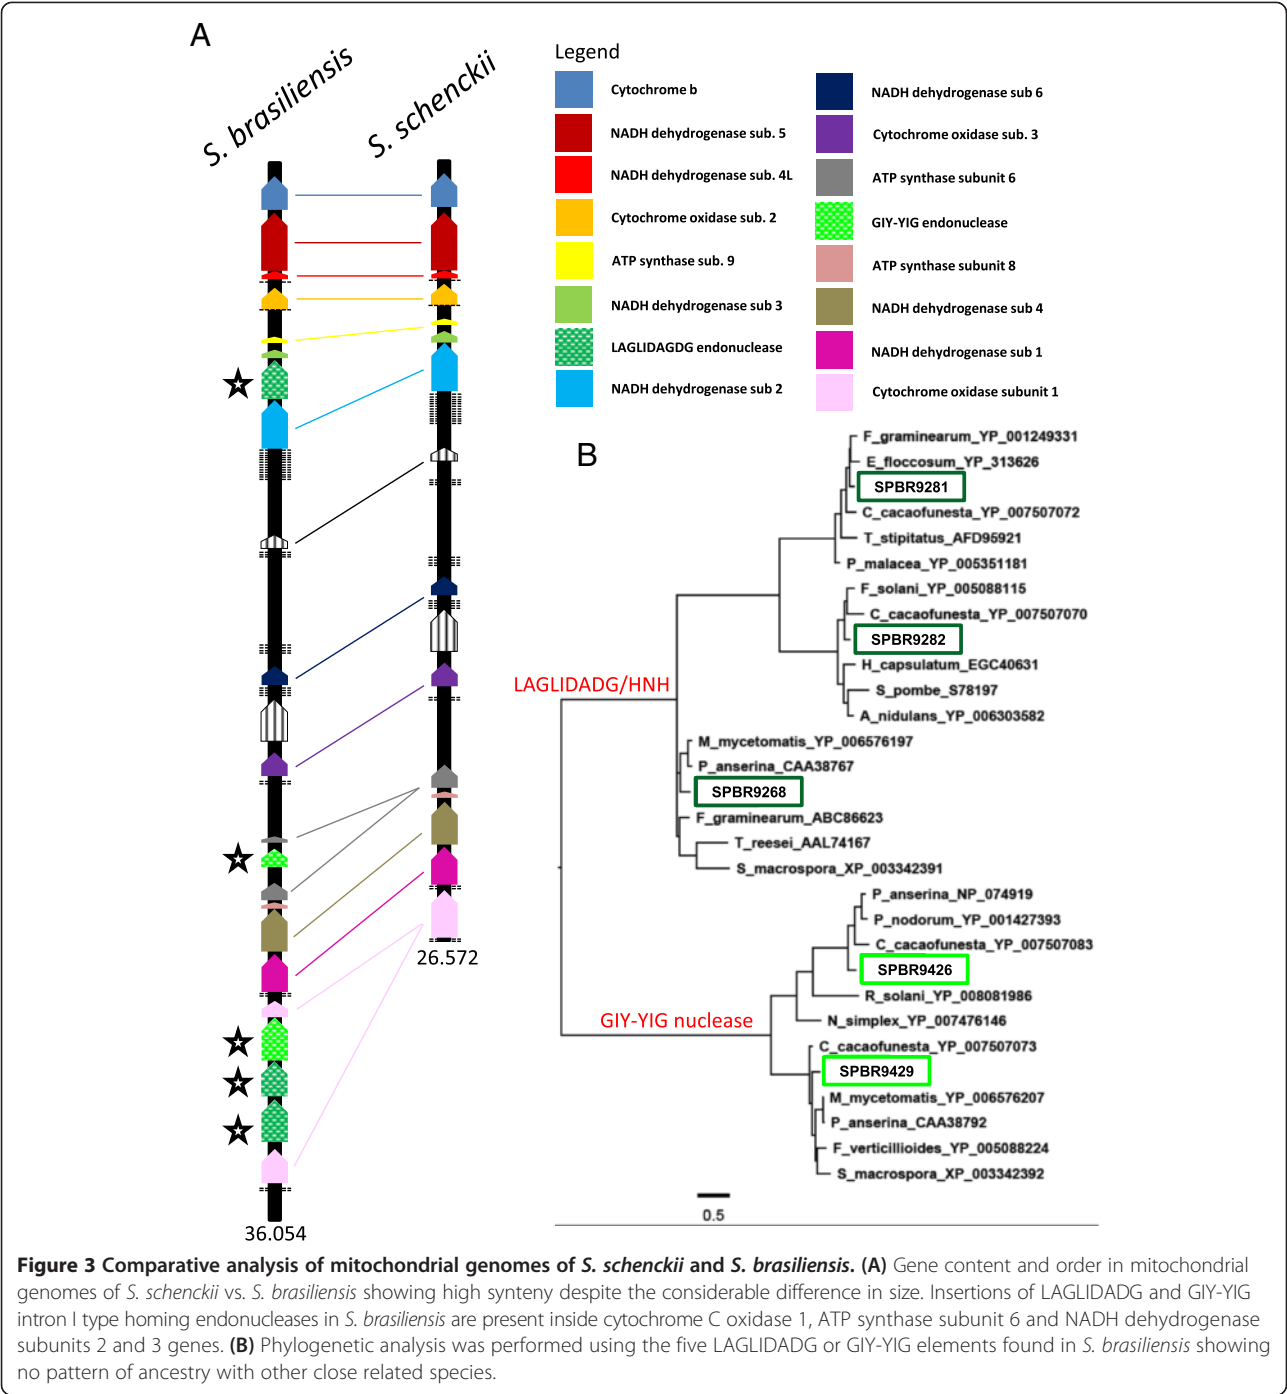 A
S. brasiliensis
S. schenckii
Legend
Cytochrome b
NADH dehydrogenase sub. 5
NADH dehydrogenase sub. 4L
Cytochrome oxidase sub. 2
ATP synthase sub. 9
NADH dehydrogenase sub 3
LAGLIDAGDG endonuclease
NADH dehydrogenase sub 2
NADH dehydrogenase sub 6
Cytochrome oxidase sub. 3
ATP synthase subunit 6
GIY-YIG endonuclease
ATP synthase subunit 8
NADH dehydrogenase sub 4
NADH dehydrogenase sub 1
Cytochrome oxidase subunit 1
26.572
36.054
B
F_graminearum_YP_001249331
E_floccosum_YP_313626
SPBR9281
C_cacaofunesta_YP_007507072
T_stipitatus_AFD95921
P_malacea_YP_005351181
F_solani_YP_005088115
C_cacaofunesta_YP_007507070
SPBR9282
H_capsulatum_EGC40631
S_pombe_S78197
A_nidulans_YP_006303582
LAGLIDADG/HNH
M_mycetomatis_YP_006576197
P_anserina_CAA38767
SPBR9268
F_graminearum_ABC86623
T_reesei_AAL74167
S_macrospora_XP_003342391
P_anserina_NP_074919
P_nodorum_YP_001427393
C_cacaofunesta_YP_007507083
SPBR9426
R_solani_YP_008081986
GIY-YIG nuclease
N_simplex_YP_007476146
C_cacaofunesta_YP_007507073
SPBR9429
M_mycetomatis_YP_006576207
P_anserina_CAA38792
F_verticillioides_YP_005088224
S_macrospora_XP_003342392
0.5
Figure 3 Comparative analysis of mitochondrial genomes of S. schenckii and S. brasiliensis. (A) Gene content and order in mitochondrial
genomes of S. schenckii vs. S. brasiliensis showing high synteny despite the considerable difference in size. Insertions of LAGLIDADG and GIY-YIG
intron I type homing endonucleases in S. brasiliensis are present inside cytochrome C oxidase 1, ATP synthase subunit 6 and NADH dehydrogenase
subunits 2 and 3 genes. (B) Phylogenetic analysis was performed using the five LAGLIDADG or GIY-YIG elements found in S. brasiliensis showing
no pattern of ancestry with other close related species.